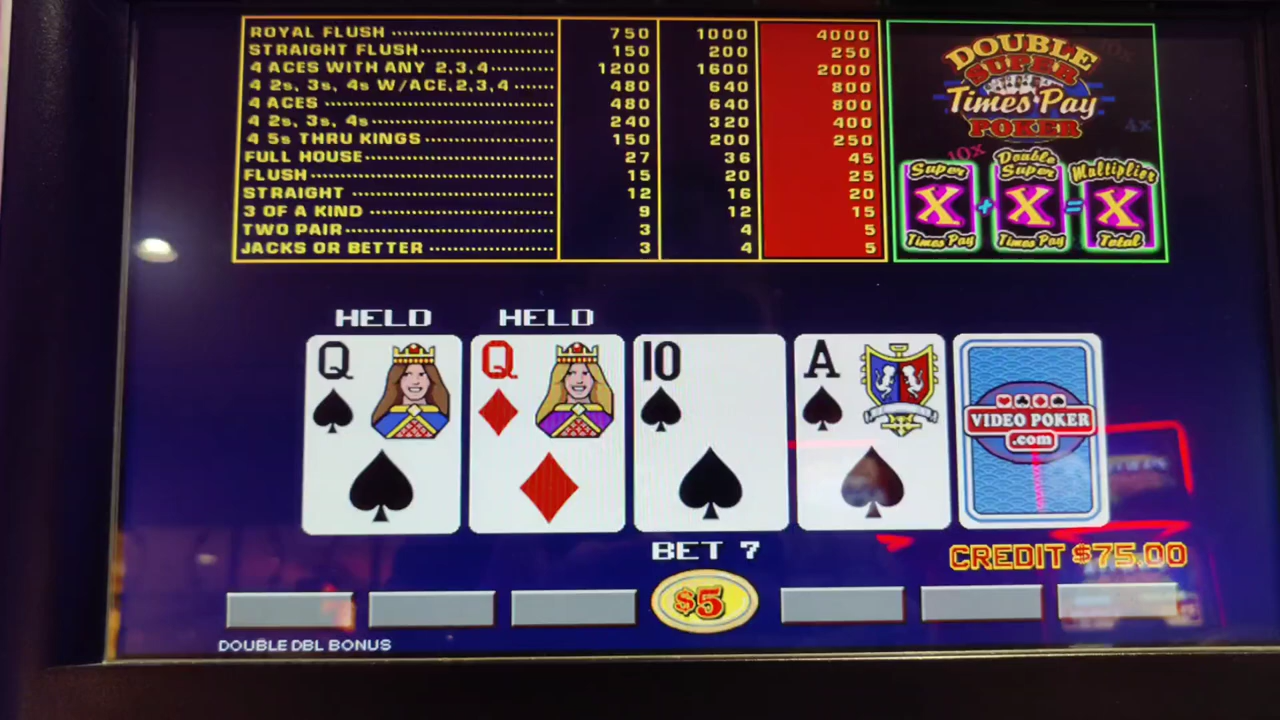 ROYAL FLUSH 750 1000 4000
STRAIGHT FLUSH 150 200 250
4 ACES WITH ANY 2,3,4 1200 1600 2000
4 2s, 3s, 4s W/ACE,2,3,4 480 640 800
4 ACES 480 640 800
4 2s, 3s, 4s 240 320 400
4 5s THRU KINGS 150 200 250
FULL HOUSE 27 36 45
FLUSH 15 20 25
STRAIGHT 12 16 20
3 OF A KIND 9 12 15
TWO PAIR 3 4 5
JACKS OR BETTER 3 4 5
DOUBLE
SUPER
Times Pay
POKER
10x
4x
Super
X
Times Pay
+
Double
Super
X
Times Pay
=
Multiplier
X
Total
HELD HELD
Q Q 10 A
VIDEO POKER
.com
BET 7
CREDIT $75.00
$5
DOUBLE DBL BONUS